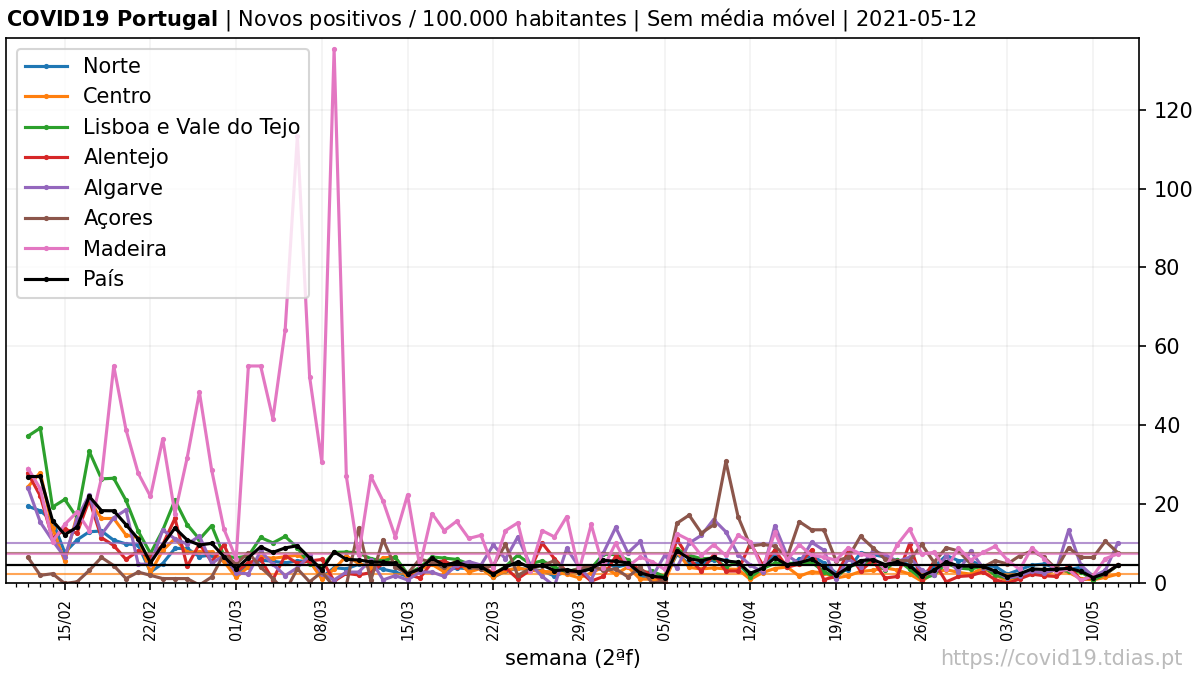 COVID19 Portugal | Novos positivos / 100.000 habitantes | Sem média móvel | 2021-05-12
Norte
Centro
Lisboa e Vale do Tejo
Alentejo
Algarve
Açores
Madeira
País
120
100
80
60
40
20
0
15/02 22/02 01/03 08/03 15/03 22/03 29/03 05/04 12/04 19/04 26/04 03/05 10/05
semana (2ªf)
https://covid19.tdias.pt